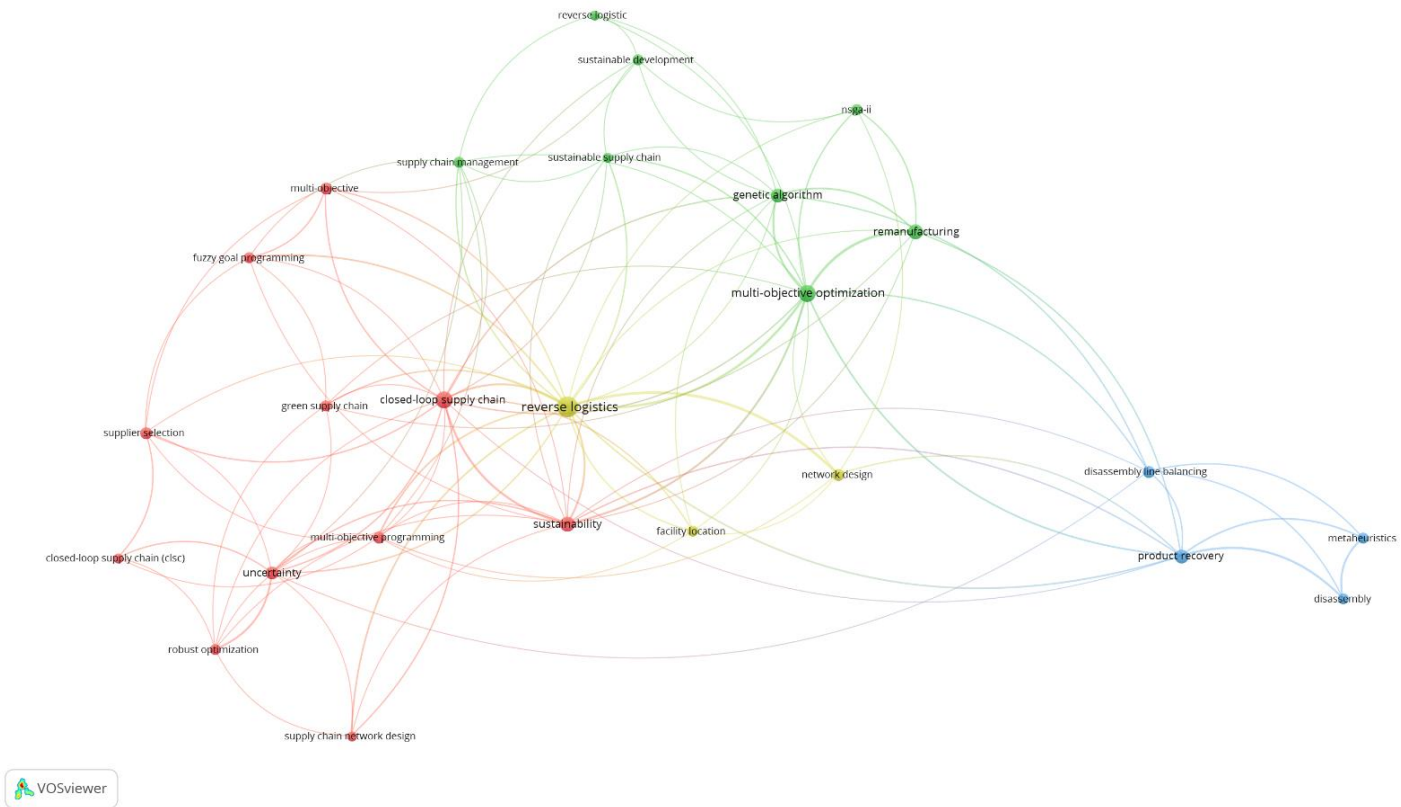 reverse logistic
sustainable development
nsga-ii
supply chain management
sustainable supply chain
multi-objective
genetic algorithm
remanufacturing
fuzzy goal programming
multi-objective optimization
green supply chain
closed-loop supply chain
reverse logistics
supplier selection
disassembly line balancing
network design
sustainability
facility location
multi-objective programming
metaheuristics
closed-loop supply chain (clsc)
uncertainty
product recovery
disassembly
robust optimization
supply chain network design
VOSviewer